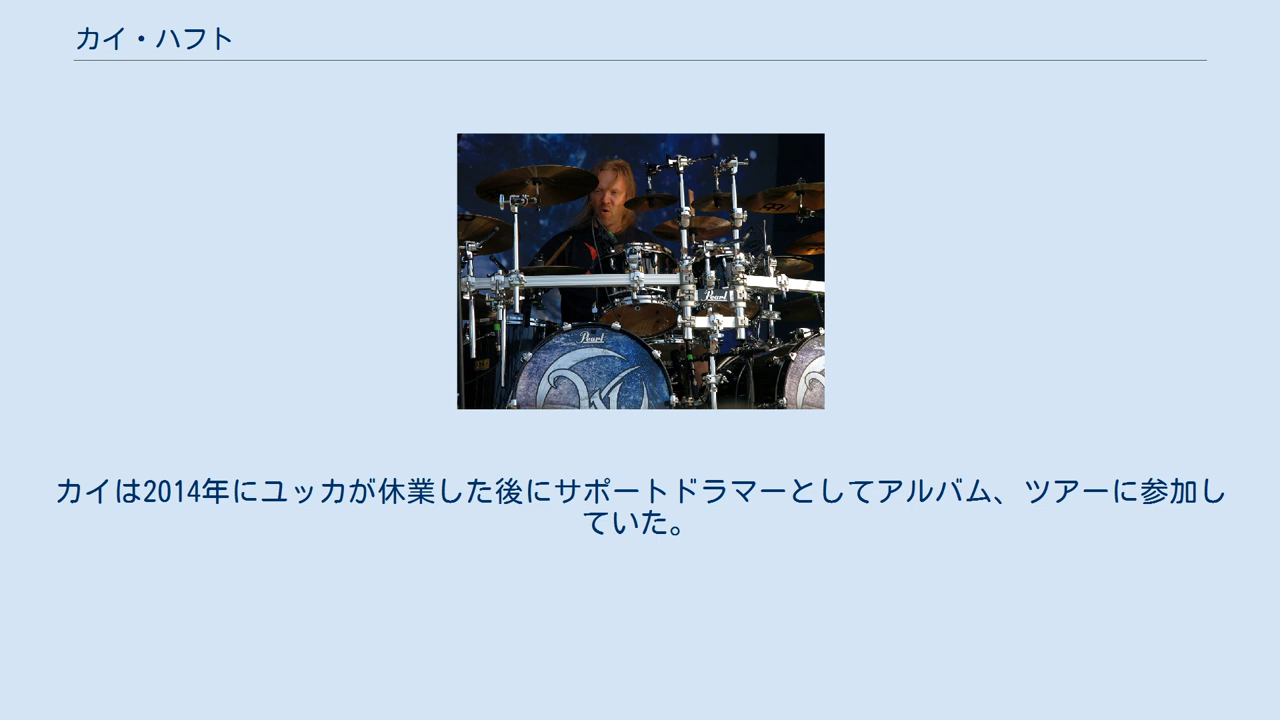 カイ・ハフト
Pearl
Pearl
カイは2014年にユッカが休業した後にサポートドラマーとしてアルバム、ツアーに参加し
ていた。